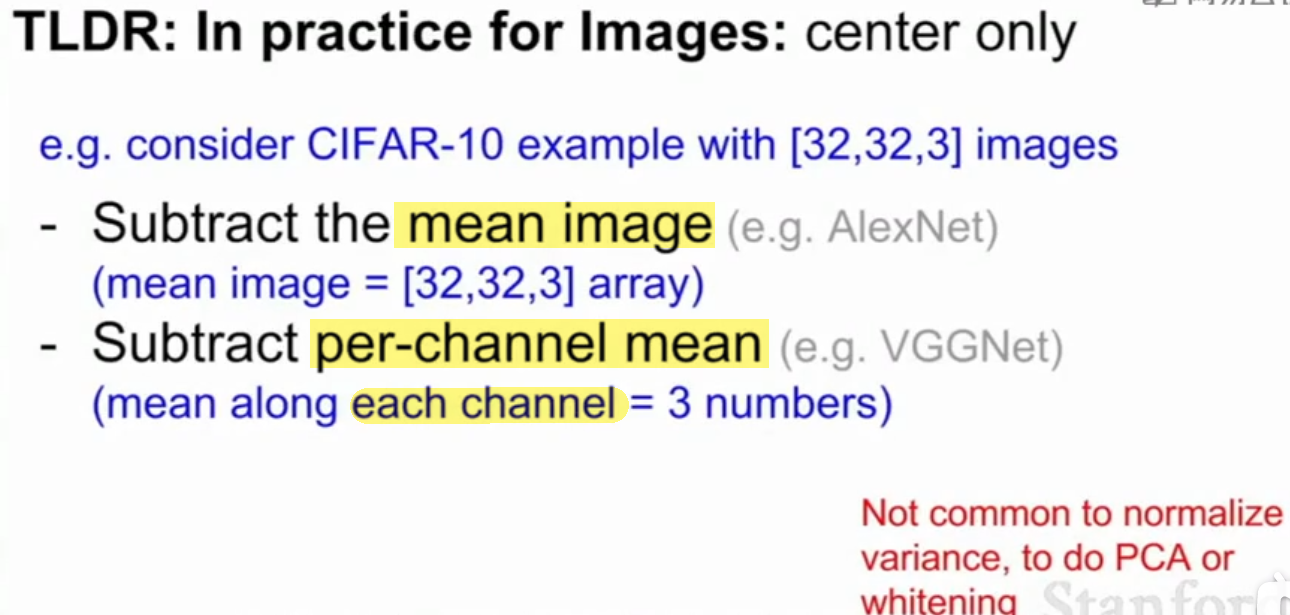 TLDR: In practice for Images: center only
e.g. consider CIFAR-10 example with [32,32,3] images
- Subtract the mean image (e.g. AlexNet)
(mean image = [32,32,3] array)
- Subtract per-channel mean (e.g. VGGNet)
(mean along each channel = 3 numbers)
Not common to normalize
variance, to do PCA or
whitening